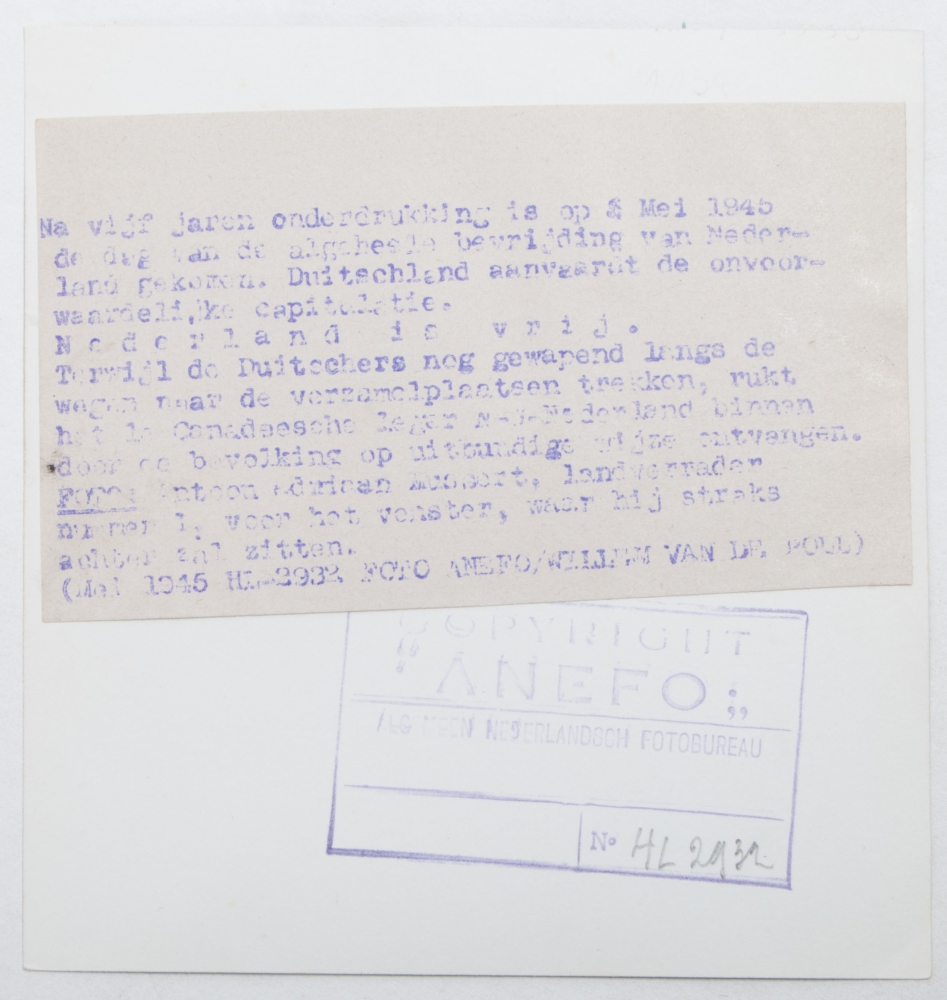 Na vijf jaren onderdrukking is op Mei 1945
de dag van de algeheele bevrijding van Neder-
land gekomen. Duitschland aanvaardt de onvoor-
waardelijke capitulatie.
N e d e r l a n d i s v r i j .
Terwijl de Duitschers nog gewapend langs de
wegen naar de verzamelplaatsen trekken, rukt
het 1e Canadeesche leger Nederland binnen
door de bevolking op uitbundige wijze ontvangen.
FOTO: Antoon Adriaan Mussert, landverrader
nummer 1, voor het venster, waar hij straks
achter zal zitten.
(Mei 1945 HL-2932 FOTO ANEFO/WILLEM VAN DE POLL)
COPYRIGHT
"ANEFO"
ALGEMEEN NEDERLANDSCH FOTOBUREAU
No HL 2932